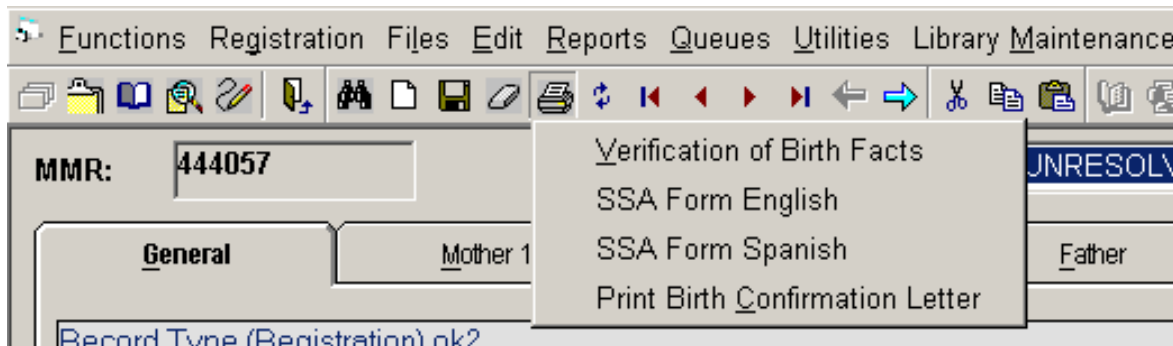 Functions Registration Files Edit Reports Queues Utilities Library Maintenance
MMR: 444057
Verification of Birth Facts
SSA Form English
SSA Form Spanish
Print Birth Confirmation Letter
UNRESOLV
General Mother 1 Father
Record Type (Registration) ok?